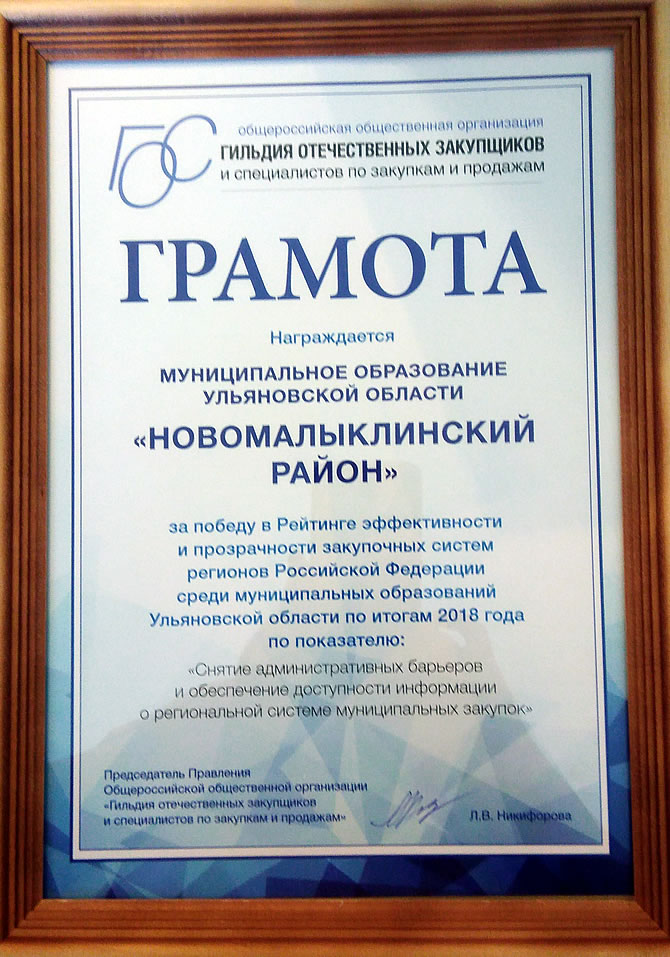 ГОС
общероссийская общественная организация
ГИЛЬДИЯ ОТЕЧЕСТВЕННЫХ ЗАКУПЩИКОВ
и специалистов по закупкам и продажам
ГРАМОТА
Награждается
МУНИЦИПАЛЬНОЕ ОБРАЗОВАНИЕ
УЛЬЯНОВСКОЙ ОБЛАСТИ
«НОВОМАЛЫКЛИНСКИЙ
РАЙОН»
за победу в Рейтинге эффективности
и прозрачности закупочных систем
регионов Российской Федерации
среди муниципальных образований
Ульяновской области по итогам 2018 года
по показателю:
«Снятие административных барьеров
и обеспечение доступности информации
о региональной системе муниципальных закупок»
Председатель Правления
Общероссийской общественной организации
«Гильдия отечественных закупщиков
и специалистов по закупкам и продажам»
Л.В. Никифорова